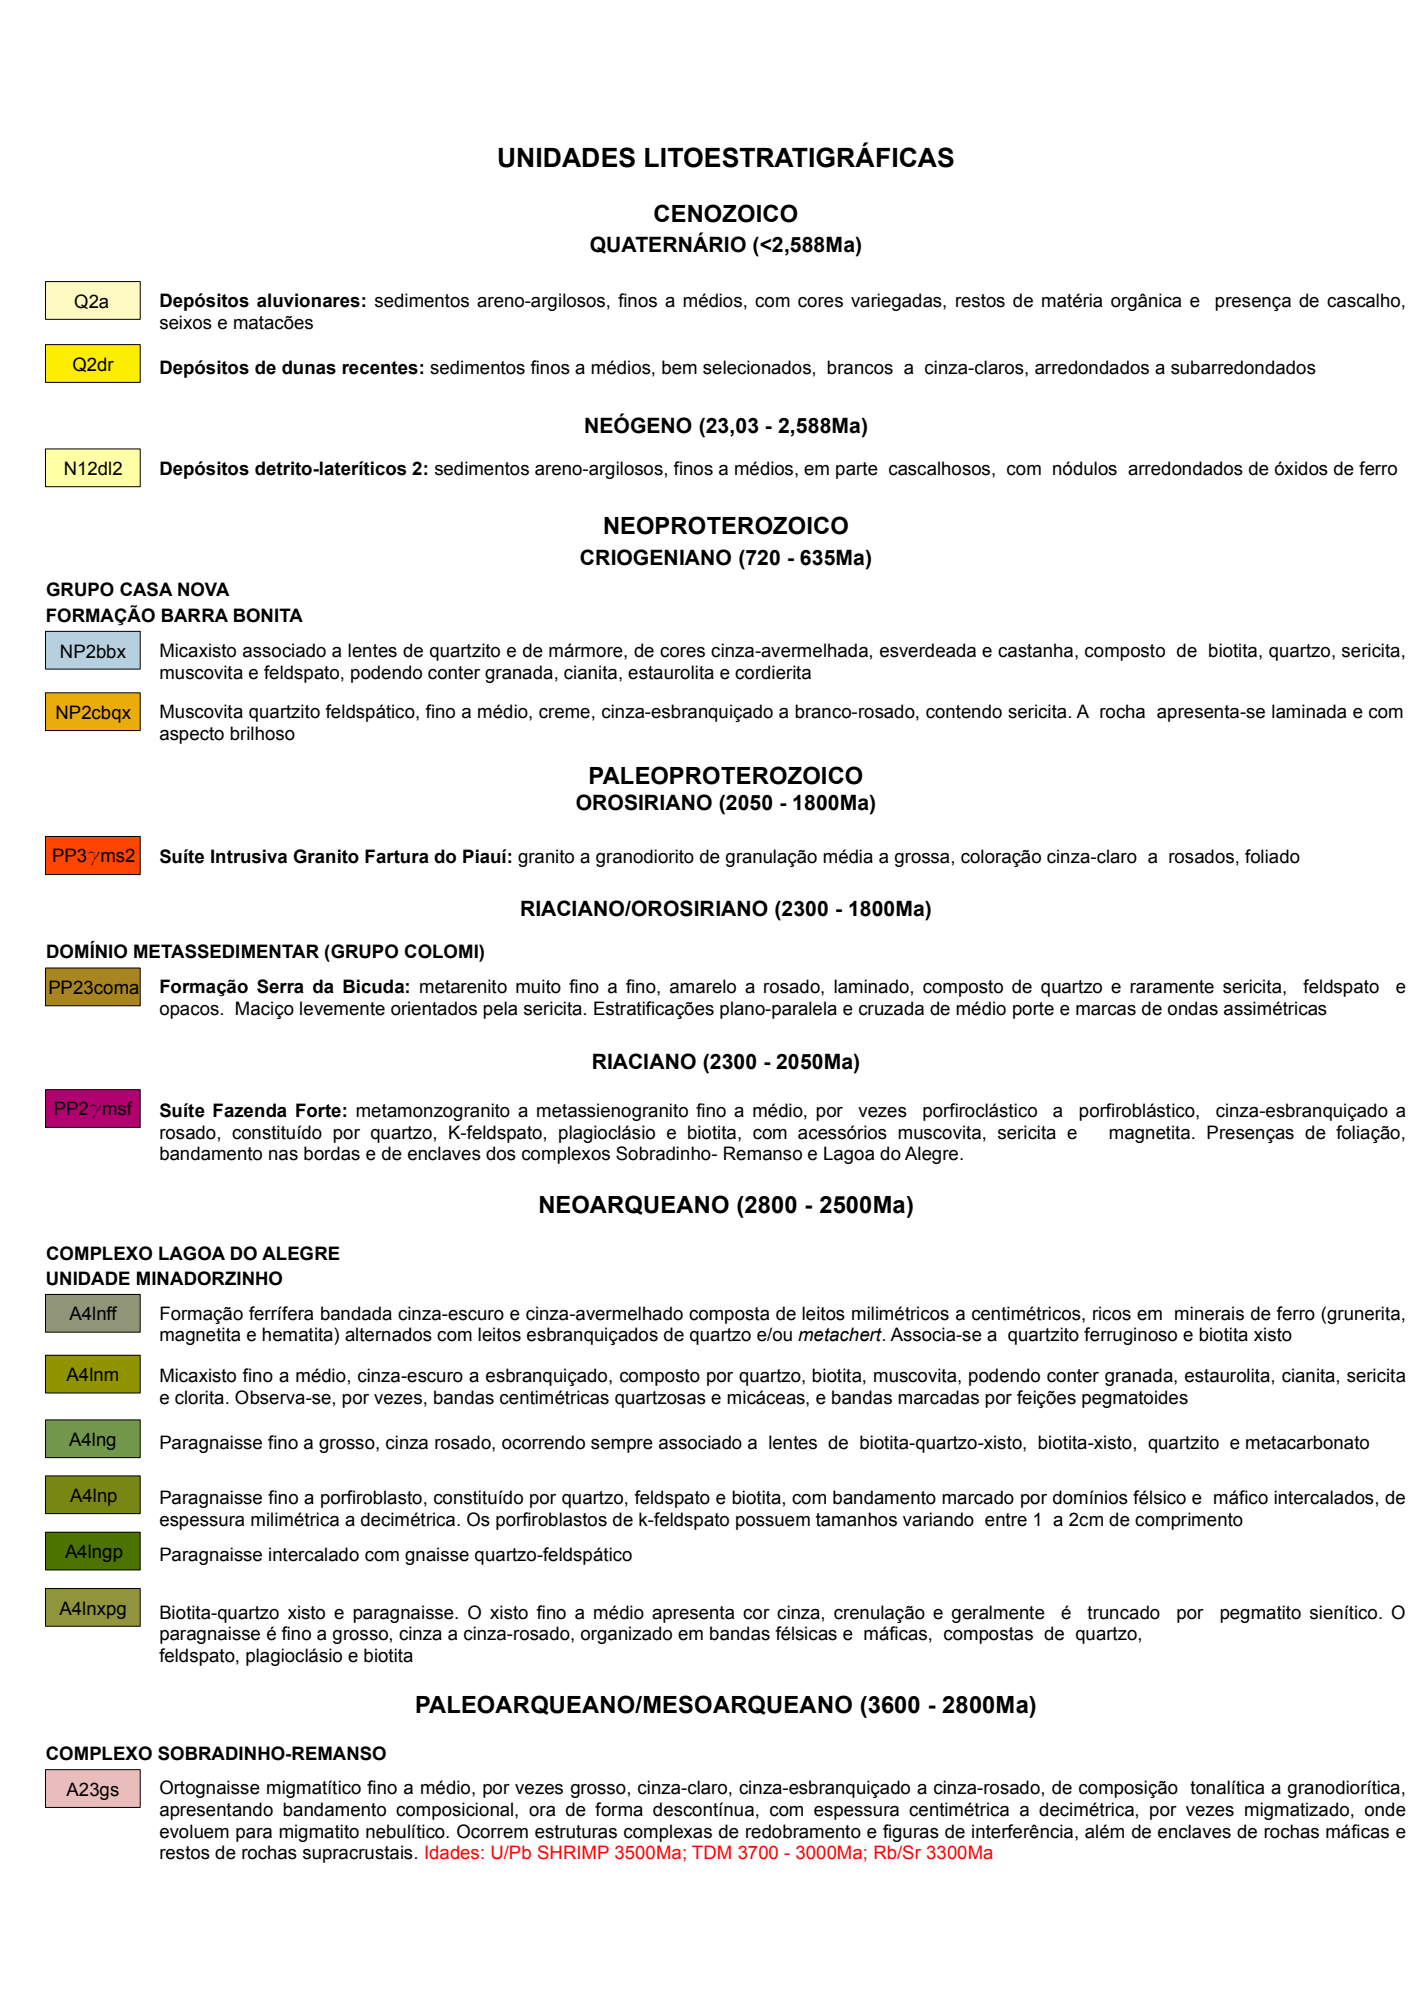 UNIDADES LITOESTRATIGRÁFICAS
CENOZOICO
QUATERNÁRIO (<2,588Ma)
Q2a
Depósitos aluvionares: sedimentos areno-argilosos, finos a médios, com cores variegadas, restos de matéria orgânica e presença de cascalho,
seixos e matacões
Q2dr
Depósitos de dunas recentes: sedimentos finos a médios, bem selecionados, brancos a cinza-claros, arredondados a subarredondados
NEÓGENO (23,03 - 2,588Ma)
N12dl2
Depósitos detrito-lateríticos 2: sedimentos areno-argilosos, finos a médios, em parte cascalhosos, com nódulos arredondados de óxidos de ferro
NEOPROTEROZOICO
CRIOGENIANO (720 - 635Ma)
GRUPO CASA NOVA
FORMAÇÃO BARRA BONITA
NP2bbx
Micaxisto associado a lentes de quartzito e de mármore, de cores cinza-avermelhada, esverdeada e castanha, composto de biotita, quartzo, sericita,
muscovita e feldspato, podendo conter granada, cianita, estaurolita e cordierita
NP2cbqx
Muscovita quartzito feldspático, fino a médio, creme, cinza-esbranquiçado a branco-rosado, contendo sericita. A rocha apresenta-se laminada e com
aspecto brilhoso
PALEOPROTEROZOICO
OROSIRIANO (2050 - 1800Ma)
PP3γms2
Suíte Intrusiva Granito Fartura do Piauí: granito a granodiorito de granulação média a grossa, coloração cinza-claro a rosados, foliado
RIACIANO/OROSIRIANO (2300 - 1800Ma)
DOMÍNIO METASSEDIMENTAR (GRUPO COLOMI)
PP23coma
Formação Serra da Bicuda: metarenito muito fino a fino, amarelo a rosado, laminado, composto de quartzo e raramente sericita, feldspato e
opacos. Maciço levemente orientados pela sericita. Estratificações plano-paralela e cruzada de médio porte e marcas de ondas assimétricas
RIACIANO (2300 - 2050Ma)
PP2γmsf
Suíte Fazenda Forte: metamonzogranito a metassienogranito fino a médio, por vezes porfiroclástico a porfiroblástico, cinza-esbranquiçado a
rosado, constituído por quartzo, K-feldspato, plagioclásio e biotita, com acessórios muscovita, sericita e magnetita. Presenças de foliação,
bandamento nas bordas e de enclaves dos complexos Sobradinho- Remanso e Lagoa do Alegre.
NEOARQUEANO (2800 - 2500Ma)
COMPLEXO LAGOA DO ALEGRE
UNIDADE MINADORZINHO
A4lnff
Formação ferrífera bandada cinza-escuro e cinza-avermelhado composta de leitos milimétricos a centimétricos, ricos em minerais de ferro (grunerita,
magnetita e hematita) alternados com leitos esbranquiçados de quartzo e/ou metachert. Associa-se a quartzito ferruginoso e biotita xisto
A4lnm
Micaxisto fino a médio, cinza-escuro a esbranquiçado, composto por quartzo, biotita, muscovita, podendo conter granada, estaurolita, cianita, sericita
e clorita. Observa-se, por vezes, bandas centimétricas quartzosas e micáceas, e bandas marcadas por feições pegmatoides
A4lng
Paragnaisse fino a grosso, cinza rosado, ocorrendo sempre associado a lentes de biotita-quartzo-xisto, biotita-xisto, quartzito e metacarbonato
A4lnp
Paragnaisse fino a porfiroblasto, constituído por quartzo, feldspato e biotita, com bandamento marcado por domínios félsico e máfico intercalados, de
espessura milimétrica a decimétrica. Os porfiroblastos de k-feldspato possuem tamanhos variando entre 1 a 2cm de comprimento
A4lngp
Paragnaisse intercalado com gnaisse quartzo-feldspático
A4lnxpg
Biotita-quartzo xisto e paragnaisse. O xisto fino a médio apresenta cor cinza, crenulação e geralmente é truncado por pegmatito sienítico. O
paragnaisse é fino a grosso, cinza a cinza-rosado, organizado em bandas félsicas e máficas, compostas de quartzo,
feldspato, plagioclásio e biotita
PALEOARQUEANO/MESOARQUEANO (3600 - 2800Ma)
COMPLEXO SOBRADINHO-REMANSO
A23gs
Ortognaisse migmatítico fino a médio, por vezes grosso, cinza-claro, cinza-esbranquiçado a cinza-rosado, de composição tonalítica a granodiorítica,
apresentando bandamento composicional, ora de forma descontínua, com espessura centimétrica a decimétrica, por vezes migmatizado, onde
evoluem para migmatito nebulítico. Ocorrem estruturas complexas de redobramento e figuras de interferência, além de enclaves de rochas máficas e
restos de rochas supracrustais. Idades: U/Pb SHRIMP 3500Ma; TDM 3700 - 3000Ma; Rb/Sr 3300Ma